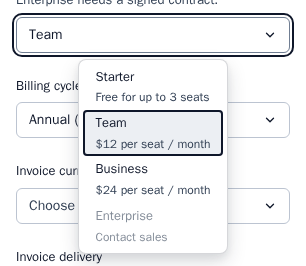 Enterprise needs a signed contract.
Team
Billing cycle
Starter
Free for up to 3 seats
Annual (
Team
$12 per seat / month
Business
Invoice
$24 per seat / month
Choose
Enterprise
Contact sales
Invoice delivery